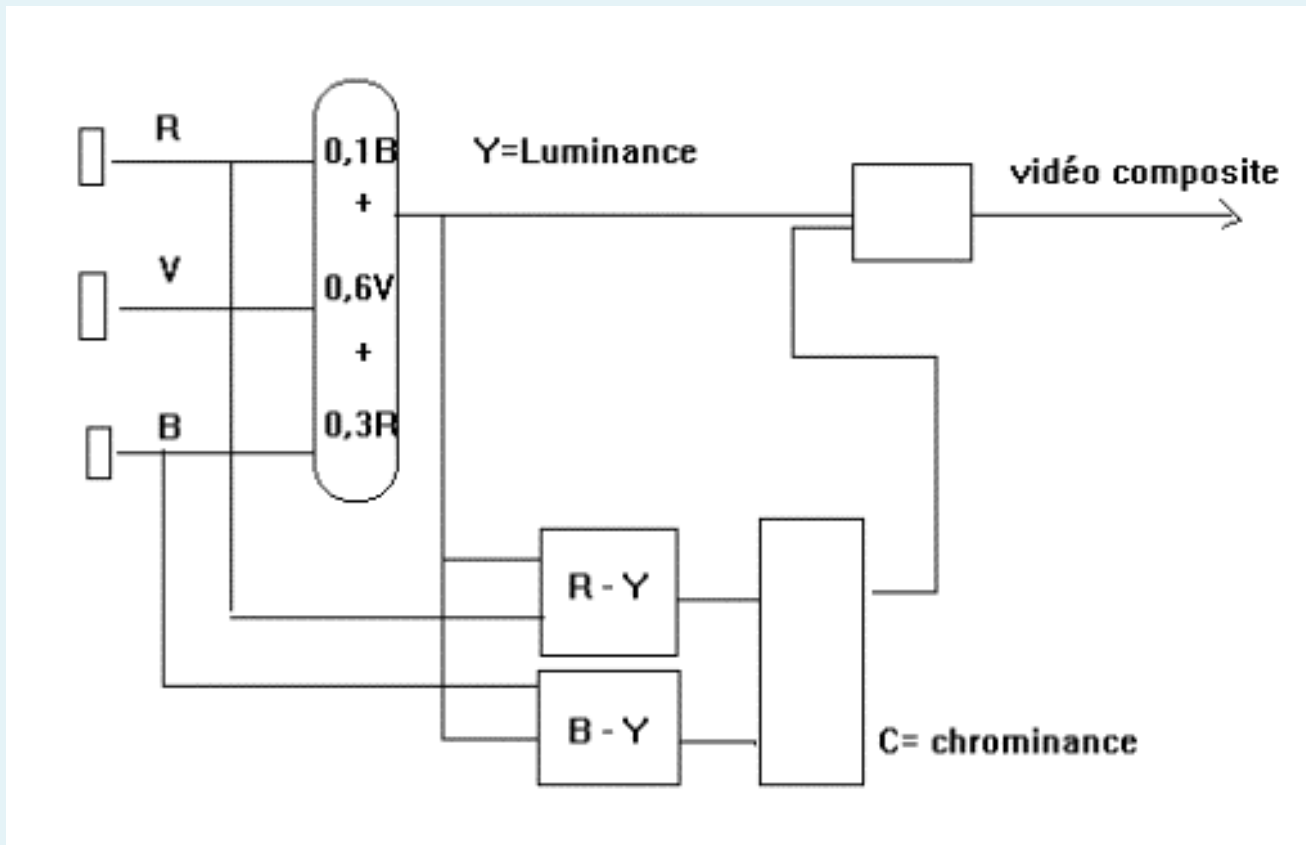 R
0,1B
Y=Luminance
vidéo composite
+
V
0,6V
+
B
0,3R
R - Y
B - Y
C= chrominance